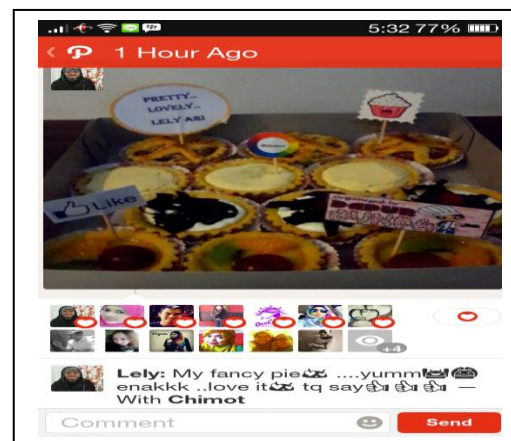 5:32 77%
1 Hour Ago
PRETTY..
LOVELY..
LELY ARI
Like
+4
Lely: My fancy pie ....yumm
enakkk ..love it tq say —
With Chimot
Comment
Send